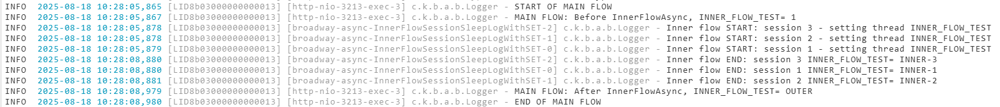 INFO 2025-08-18 10:28:05,865 [LID8b03000000000013] [http-nio-3213-exec-3] c.k.b.a.b.Logger - START OF MAIN FLOW
INFO 2025-08-18 10:28:05,867 [LID8b03000000000013] [http-nio-3213-exec-3] c.k.b.a.b.Logger - MAIN FLOW: Before InnerFlowAsync, INNER_FLOW_TEST= 1
INFO 2025-08-18 10:28:05,878 [LID8b03000000000013] [broadway-async-InnerFlowSessionSleepLogWithSET-2] c.k.b.a.b.Logger - Inner flow START: session 3 - setting thread INNER_FLOW_TEST
INFO 2025-08-18 10:28:05,878 [LID8b03000000000013] [broadway-async-InnerFlowSessionSleepLogWithSET-1] c.k.b.a.b.Logger - Inner flow START: session 2 - setting thread INNER_FLOW_TEST
INFO 2025-08-18 10:28:05,879 [LID8b03000000000013] [broadway-async-InnerFlowSessionSleepLogWithSET-0] c.k.b.a.b.Logger - Inner flow START: session 1 - setting thread INNER_FLOW_TEST
INFO 2025-08-18 10:28:08,880 [LID8b03000000000013] [broadway-async-InnerFlowSessionSleepLogWithSET-2] c.k.b.a.b.Logger - Inner flow END: session 3 INNER_FLOW_TEST= INNER-3
INFO 2025-08-18 10:28:08,880 [LID8b03000000000013] [broadway-async-InnerFlowSessionSleepLogWithSET-0] c.k.b.a.b.Logger - Inner flow END: session 1 INNER_FLOW_TEST= INNER-1
INFO 2025-08-18 10:28:08,881 [LID8b03000000000013] [broadway-async-InnerFlowSessionSleepLogWithSET-1] c.k.b.a.b.Logger - Inner flow END: session 2 INNER_FLOW_TEST= INNER-2
INFO 2025-08-18 10:28:08,979 [LID8b03000000000013] [http-nio-3213-exec-3] c.k.b.a.b.Logger - MAIN FLOW: After InnerFlowAsync, INNER_FLOW_TEST= OUTER
INFO 2025-08-18 10:28:08,980 [LID8b03000000000013] [http-nio-3213-exec-3] c.k.b.a.b.Logger - END OF MAIN FLOW